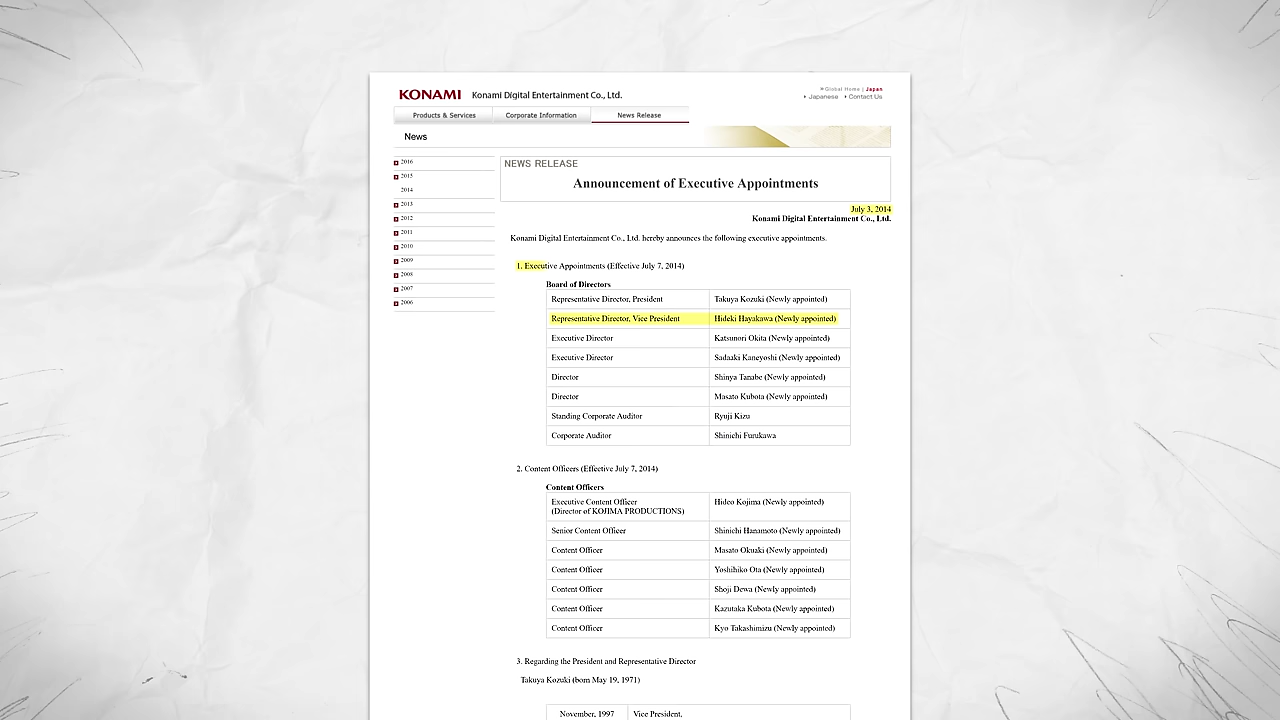 KONAMI Konami Digital Entertainment Co., Ltd.
Global Home | Japan
Japanese Contact Us
Products & Services Corporate Information News Release
News
2016
2015
2014
2013
2012
2011
2010
2009
2008
2007
2006
NEWS RELEASE
Announcement of Executive Appointments
July 3, 2014
Konami Digital Entertainment Co., Ltd.
Konami Digital Entertainment Co., Ltd. hereby announces the following executive appointments.
1. Executive Appointments (Effective July 7, 2014)
Board of Directors
Representative Director, President Takuya Kozuki (Newly appointed)
Representative Director, Vice President Hideki Hayakawa (Newly appointed)
Executive Director Katsunori Okita (Newly appointed)
Executive Director Sadaaki Kaneyoshi (Newly appointed)
Director Shinya Tanabe (Newly appointed)
Director Masato Kubota (Newly appointed)
Standing Corporate Auditor Ryuji Kizu
Corporate Auditor Shinichi Furukawa
2. Content Officers (Effective July 7, 2014)
Content Officers
Executive Content Officer Hideo Kojima (Newly appointed)
(Director of KOJIMA PRODUCTIONS)
Senior Content Officer Shinichi Hanamoto (Newly appointed)
Content Officer Masato Okuaki (Newly appointed)
Content Officer Yoshihiko Ota (Newly appointed)
Content Officer Shoji Dewa (Newly appointed)
Content Officer Kazutaka Kubota (Newly appointed)
Content Officer Kyo Takashimizu (Newly appointed)
3. Regarding the President and Representative Director
Takuya Kozuki (born May 19, 1971)
November, 1997 Vice President,